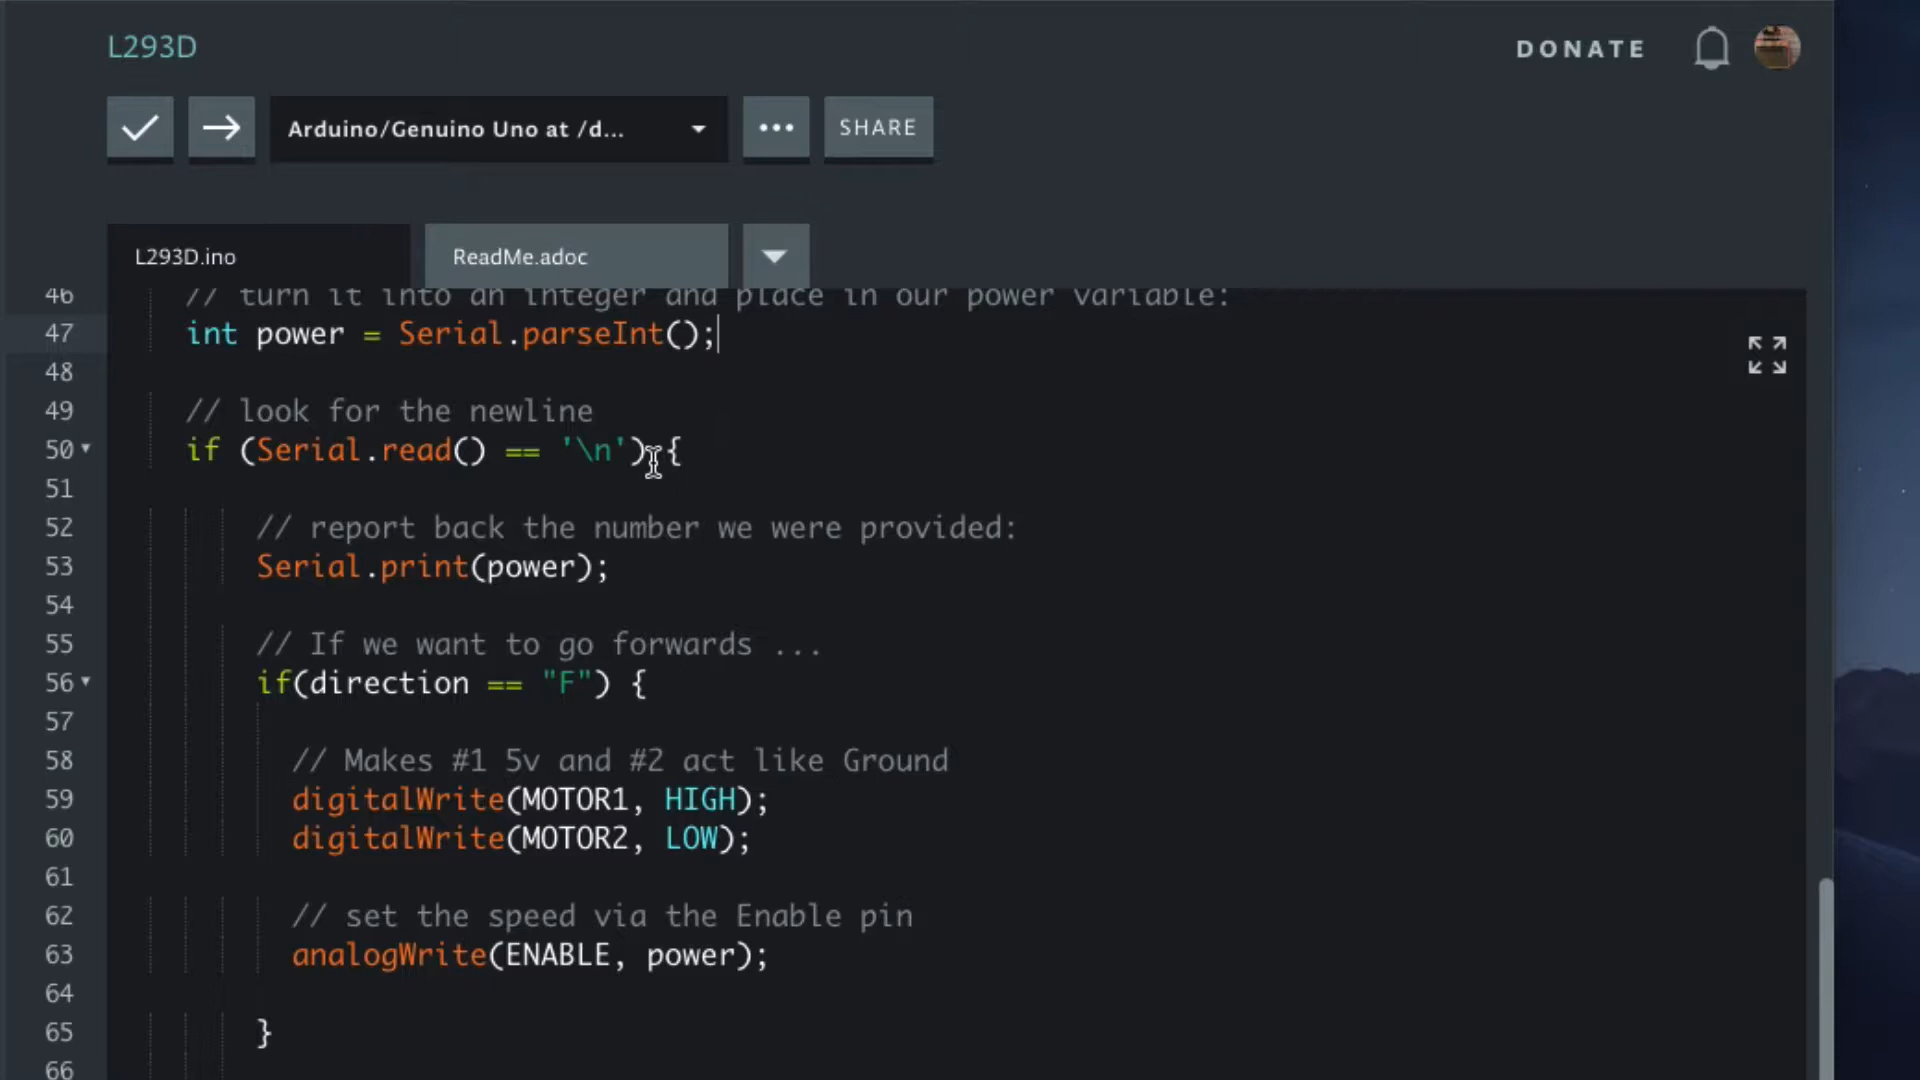 L293D
DONATE
Arduino/Genuino Uno at /d...
SHARE
L293D.ino
ReadMe.adoc
46 // turn it into an integer and place in our power variable:
47 int power = Serial.parseInt();
48
49 // look for the newline
50 if (Serial.read() == '\n') {
51
52 // report back the number we were provided:
53 Serial.print(power);
54
55 // If we want to go forwards ...
56 if(direction == "F") {
57
58 // Makes #1 5v and #2 act like Ground
59 digitalWrite(MOTOR1, HIGH);
60 digitalWrite(MOTOR2, LOW);
61
62 // set the speed via the Enable pin
63 analogWrite(ENABLE, power);
64
65 }
66